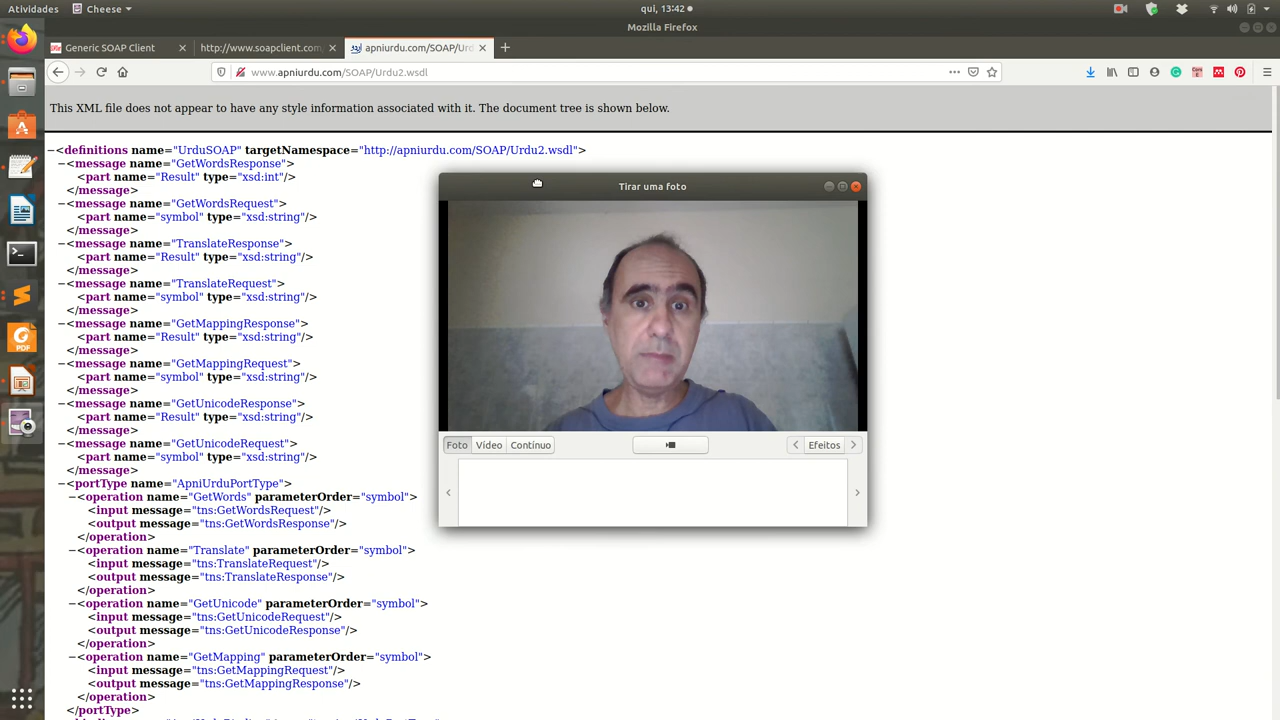 Atividades Cheese qui, 13:42
Mozilla Firefox
Generic SOAP Client
http://www.soapclient.com
apniurdu.com/SOAP/Urd
www.apniurdu.com/SOAP/Urdu2.wsdl
This XML file does not appear to have any style information associated with it. The document tree is shown below.
−<definitions name="UrduSOAP" targetNamespace="http://apniurdu.com/SOAP/Urdu2.wsdl">
−<message name="GetWordsResponse">
<part name="Result" type="xsd:int"/>
</message>
−<message name="GetWordsRequest">
<part name="symbol" type="xsd:string"/>
</message>
−<message name="TranslateResponse">
<part name="Result" type="xsd:string"/>
</message>
−<message name="TranslateRequest">
<part name="symbol" type="xsd:string"/>
</message>
−<message name="GetMappingResponse">
<part name="Result" type="xsd:string"/>
</message>
−<message name="GetMappingRequest">
<part name="symbol" type="xsd:string"/>
</message>
−<message name="GetUnicodeResponse">
<part name="Result" type="xsd:string"/>
</message>
−<message name="GetUnicodeRequest">
<part name="symbol" type="xsd:string"/>
</message>
−<portType name="ApniUrduPortType">
−<operation name="GetWords" parameterOrder="symbol">
<input message="tns:GetWordsRequest"/>
<output message="tns:GetWordsResponse"/>
</operation>
−<operation name="Translate" parameterOrder="symbol">
<input message="tns:TranslateRequest"/>
<output message="tns:TranslateResponse"/>
</operation>
−<operation name="GetUnicode" parameterOrder="symbol">
<input message="tns:GetUnicodeRequest"/>
<output message="tns:GetUnicodeResponse"/>
</operation>
−<operation name="GetMapping" parameterOrder="symbol">
<input message="tns:GetMappingRequest"/>
<output message="tns:GetMappingResponse"/>
</operation>
</portType>
Tirar uma foto
Foto Vídeo Contínuo Efeitos
PDF